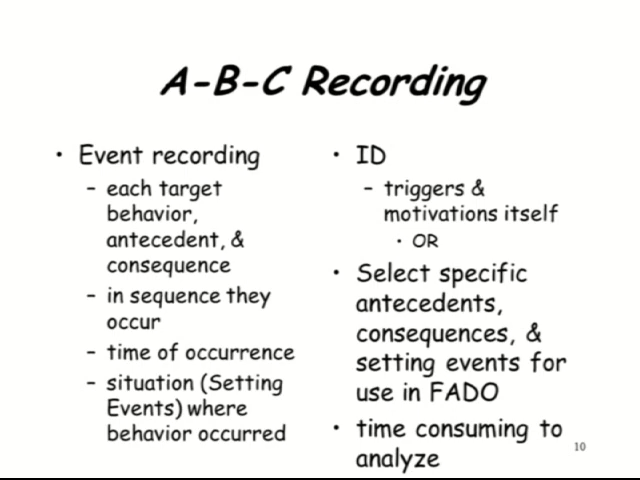 A-B-C Recording
• Event recording
– each target
behavior,
antecedent, &
consequence
– in sequence they
occur
– time of occurrence
– situation (Setting
Events) where
behavior occurred
• ID
– triggers &
motivations itself
• OR
• Select specific
antecedents,
consequences, &
setting events for
use in FADO
• time consuming to
analyze
10